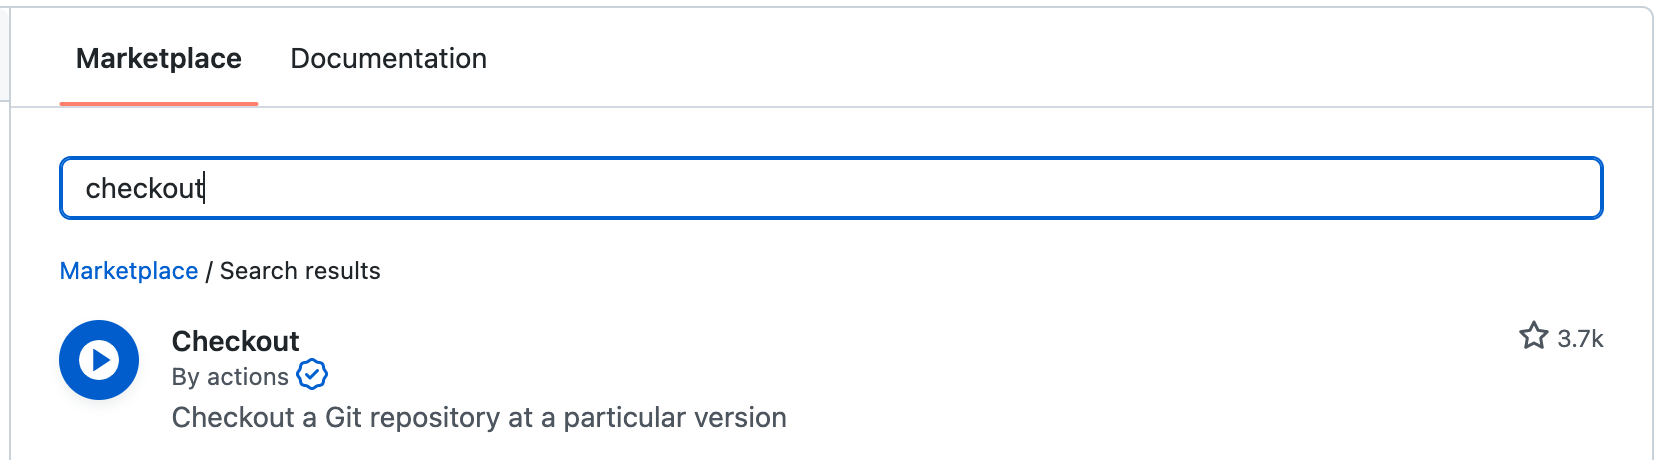 Marketplace Documentation
checkout
Marketplace / Search results
Checkout 3.7k
By actions
Checkout a Git repository at a particular version